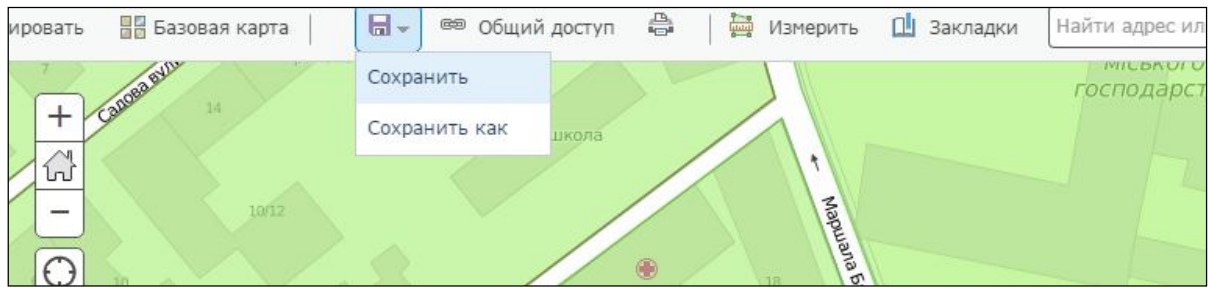 ировать Базовая карта Общий доступ Измерить Закладки Найти адрес ил
Сохранить
Сохранить как
7
Садова вули
14
школа
10/12
10
18
Маршала Б
МІСЬКОГО
господарст